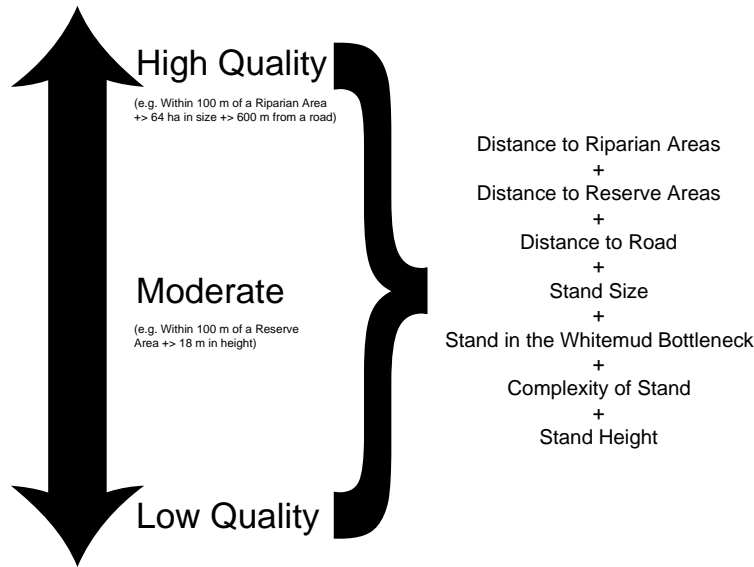 High Quality
(e.g. Within 100 m of a Riparian Area
+> 64 ha in size +> 600 m from a road)
Moderate
(e.g. Within 100 m of a Reserve
Area +> 18 m in height)
Low Quality
Distance to Riparian Areas
+
Distance to Reserve Areas
+
Distance to Road
+
Stand Size
+
Stand in the Whitemud Bottleneck
+
Complexity of Stand
+
Stand Height